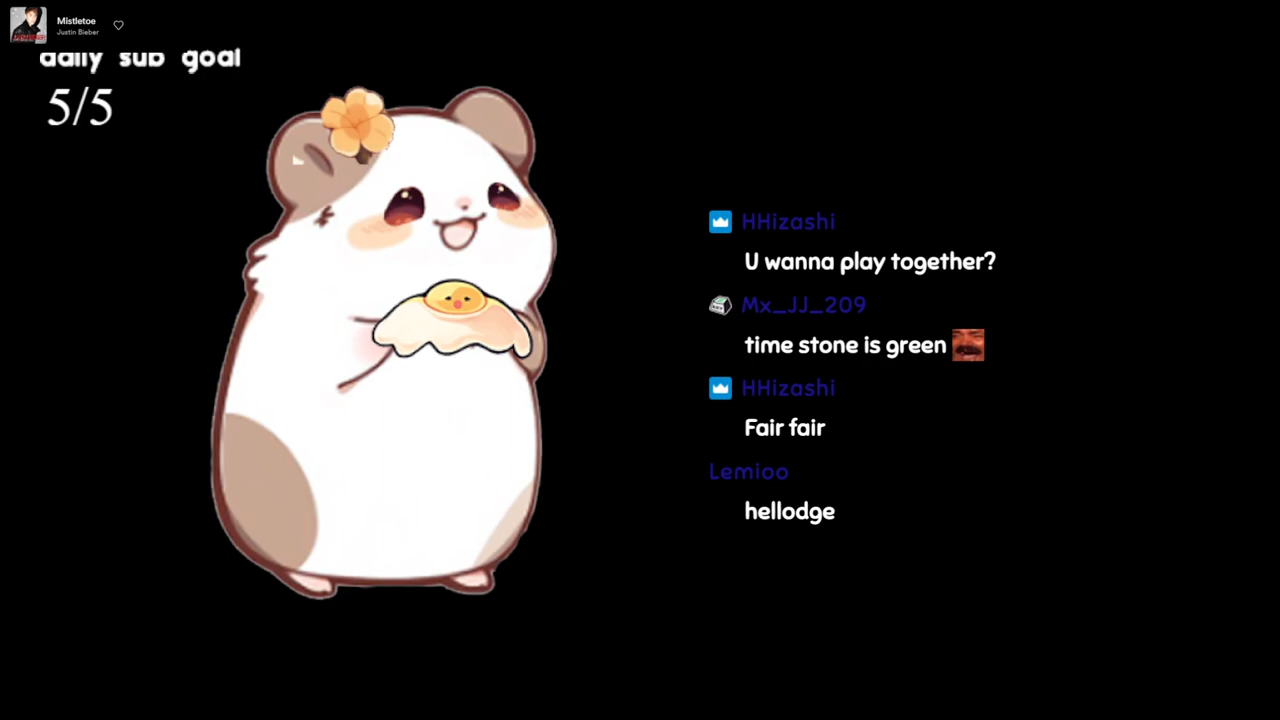 Mistletoe
Justin Bieber
daily sub goal
5/5
HHizashi
U wanna play together?
Mx_JJ_209
time stone is green
HHizashi
Fair fair
Lemioo
hellodge